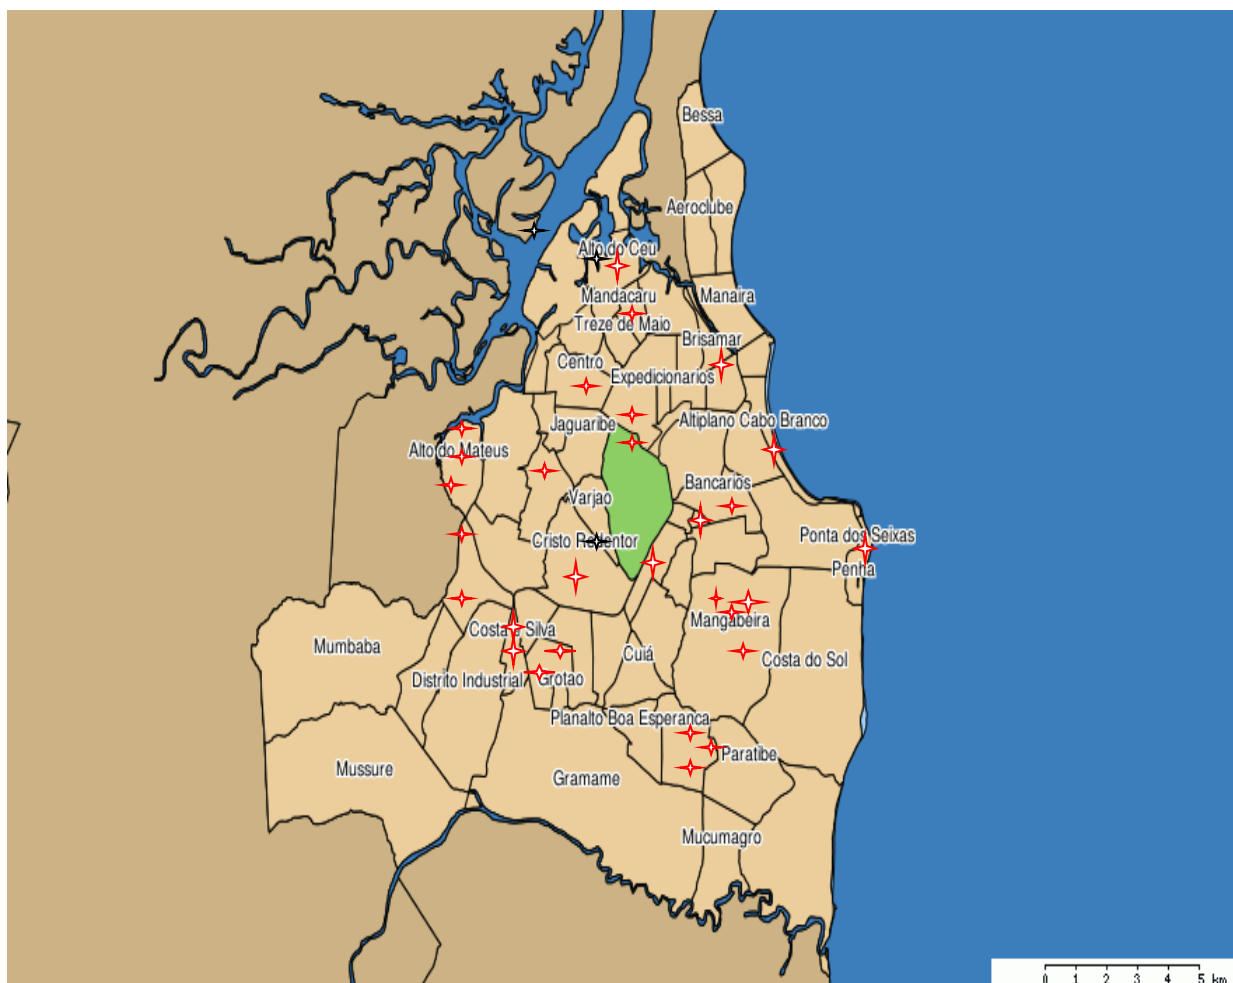 Bessa
Aeroclube
Alto do Ceu
Mandacaru
Manaira
Treze de Maio
Brisamar
Centro
Expedicionarios
Jaguaribe
Altiplano Cabo Branco
Alto do Mateus
Bancarios
Varjao
Ponta dos Seixas
Cristo Redentor
Penha
Mangabeira
Costa e Silva
Mumbaba
Cuiá
Costa do Sol
Distrito Industrial
Grotao
Planalto Boa Esperanca
Paratibe
Mussure
Gramame
Mucumagro
0 1 2 3 4 5 km